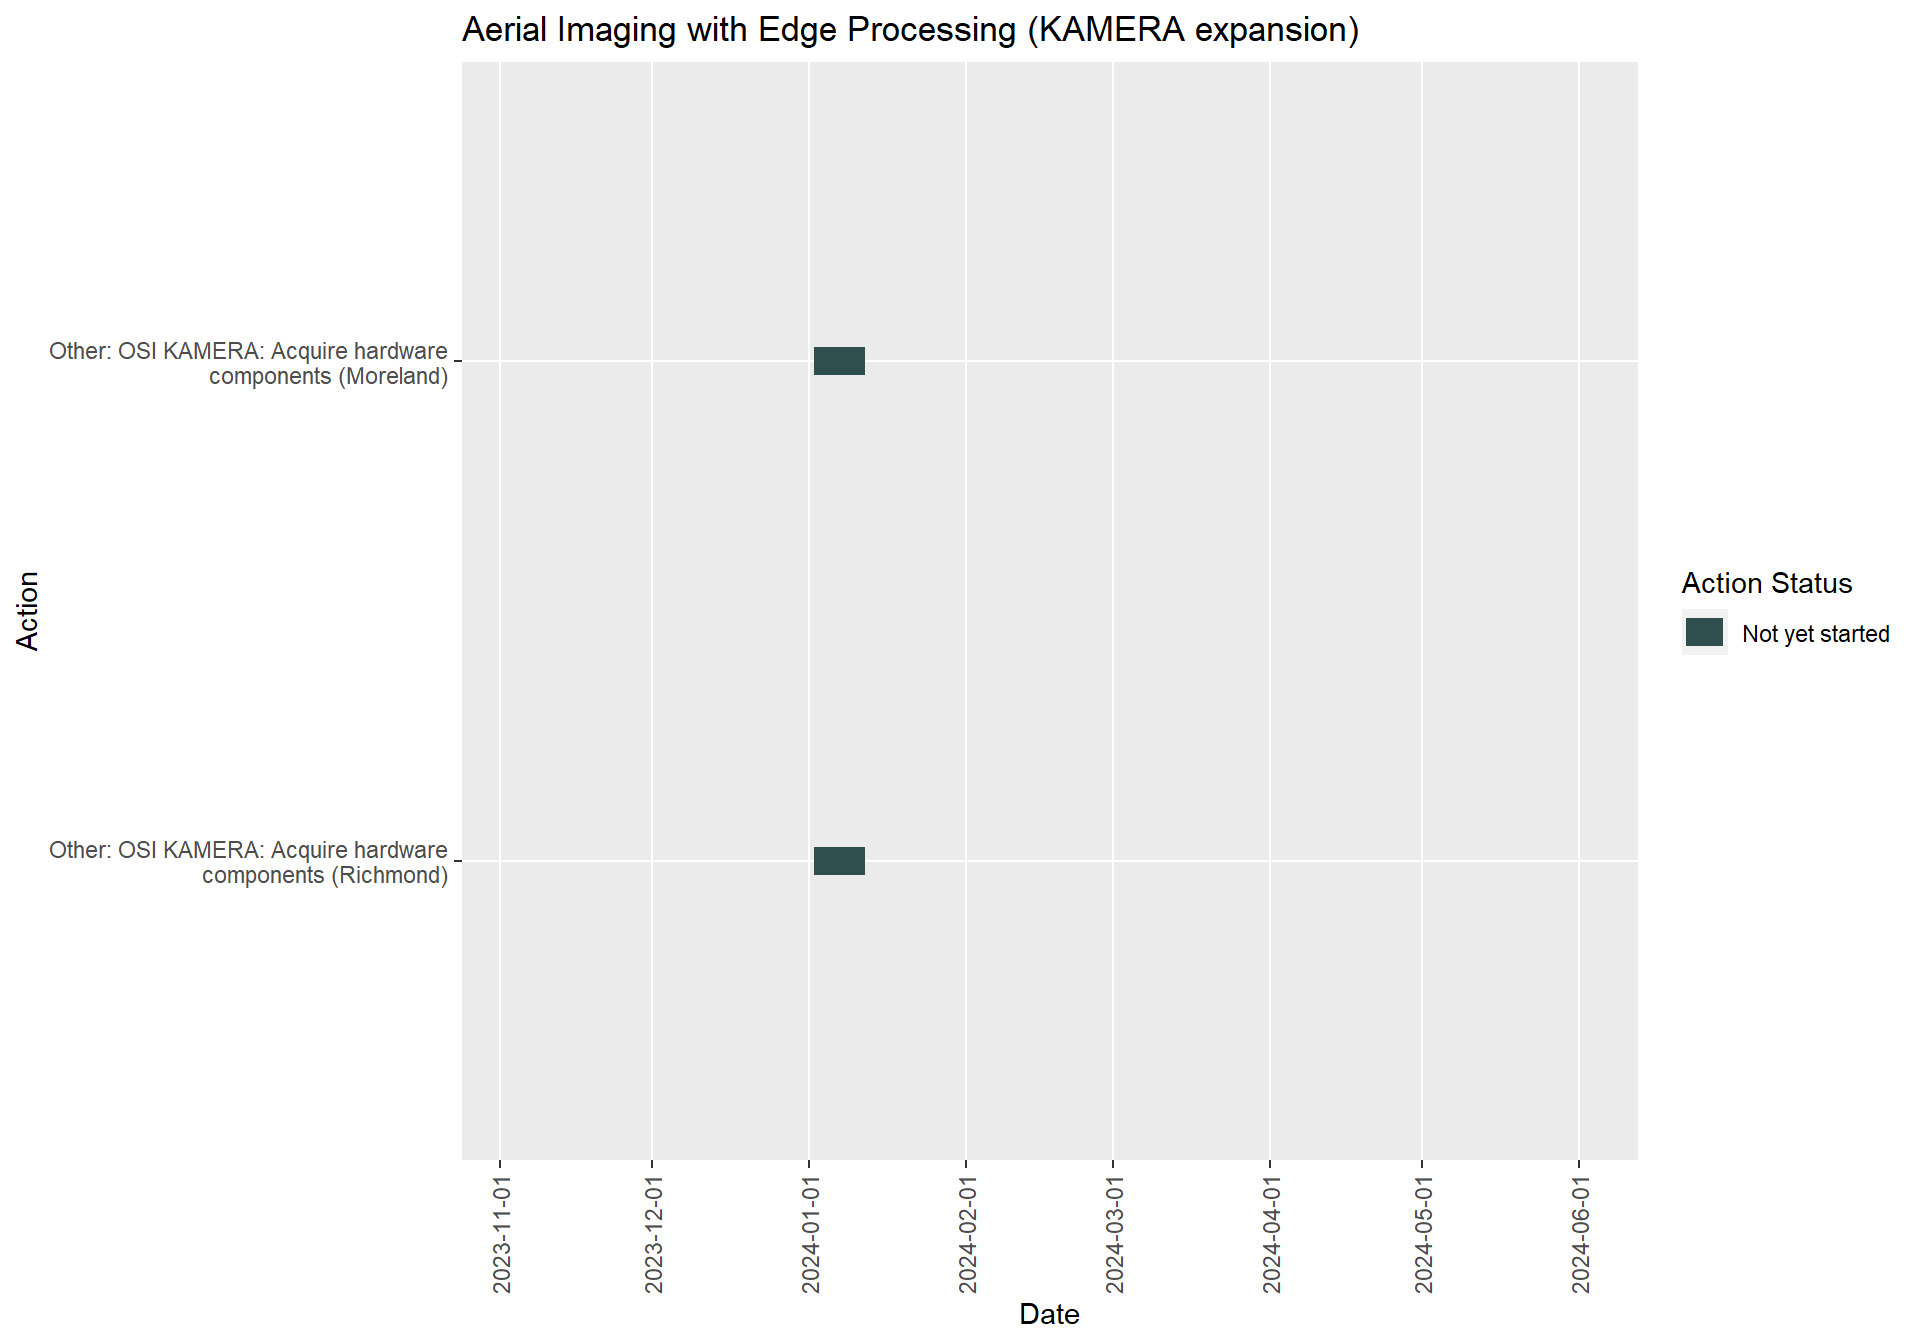 Aerial Imaging with Edge Processing (KAMERA expansion)
Other: OSI KAMERA: Acquire hardware
components (Moreland)
Action
Other: OSI KAMERA: Acquire hardware
components (Richmond)
Action Status
Not yet started
2023-11-01
2023-12-01
2024-01-01
2024-02-01
2024-03-01
2024-04-01
2024-05-01
2024-06-01
Date